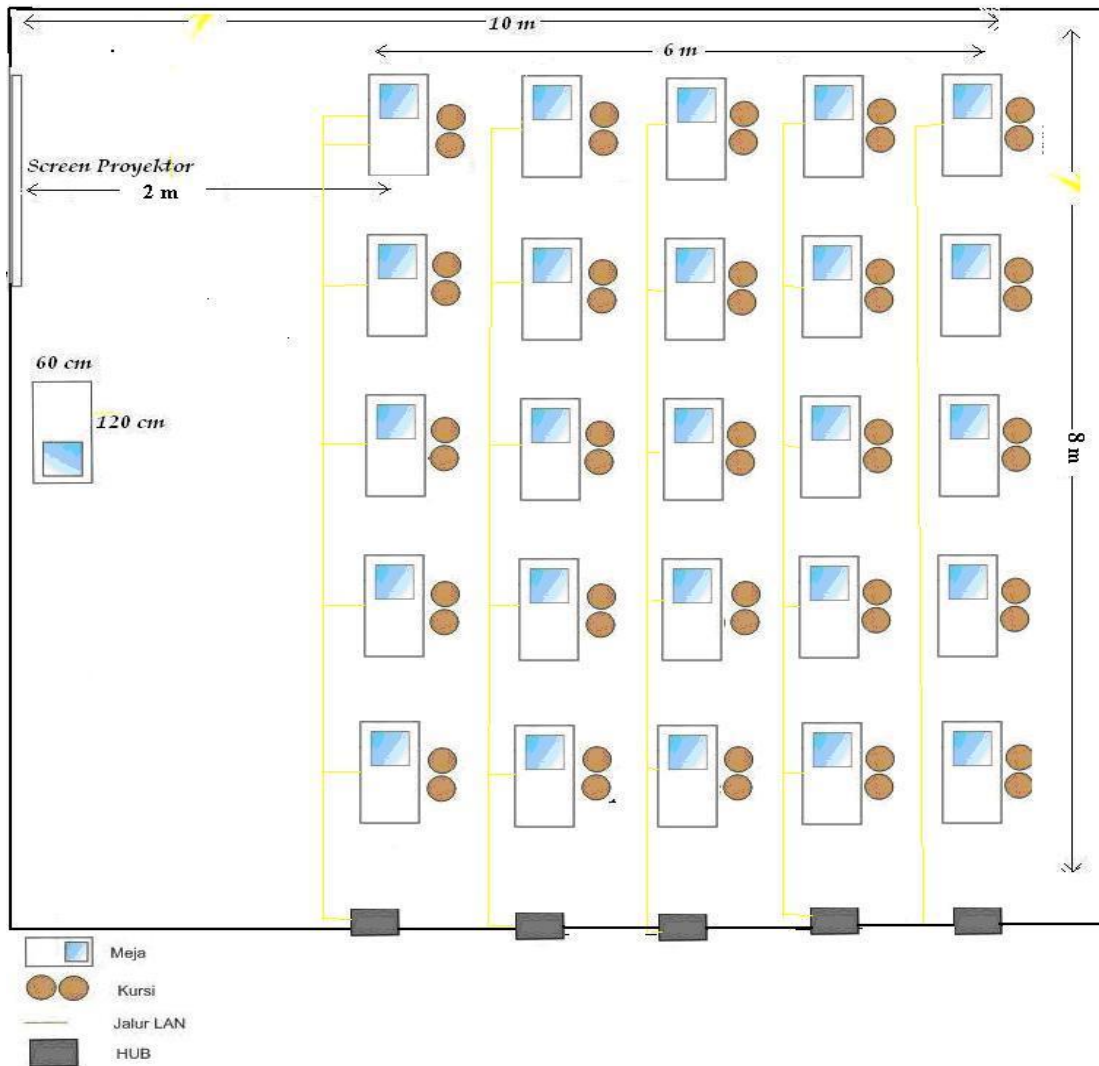 10 m
6 m
Screen Proyektor
2 m
60 cm
120 cm
8 m
Meja
Kursi
Jalur LAN
HUB